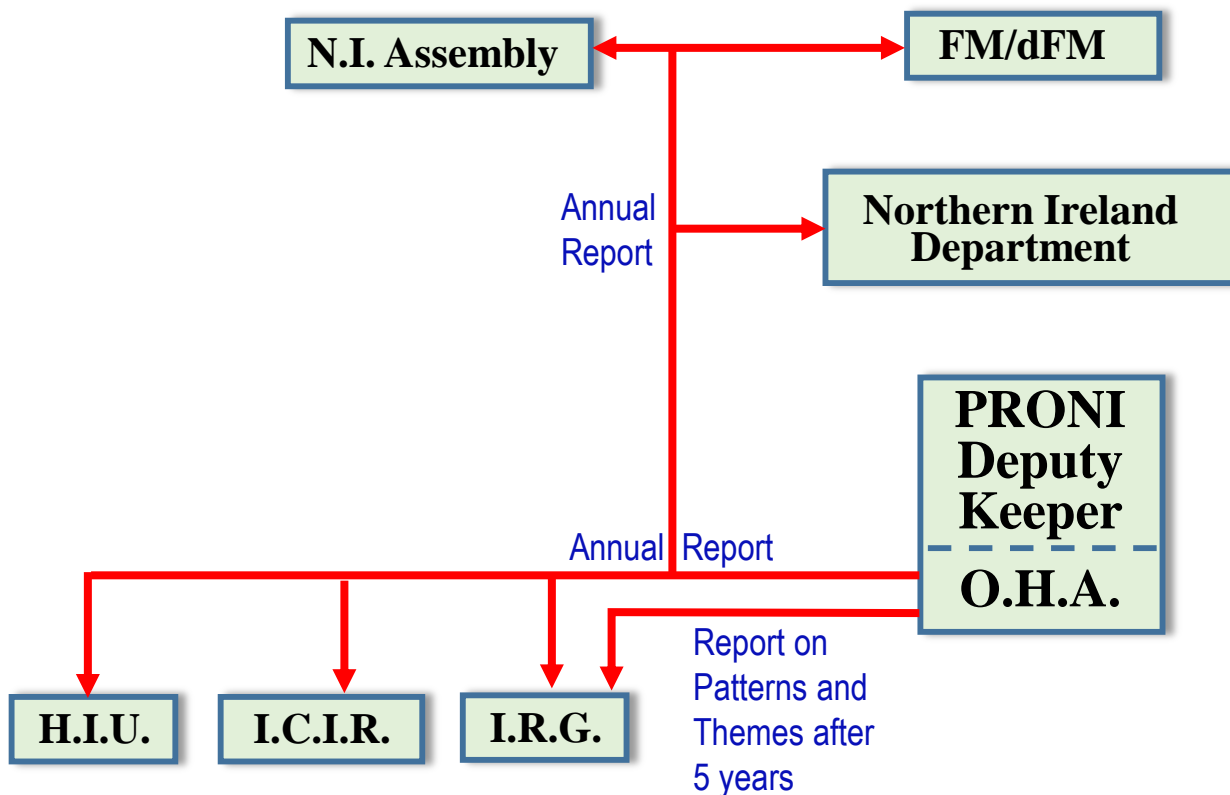 N.I. Assembly
FM/dFM
Annual
Report
Northern Ireland
Department
PRONI
Deputy
Keeper
Annual Report
O.H.A.
Report on
Patterns and
Themes after
5 years
H.I.U.
I.C.I.R.
I.R.G.